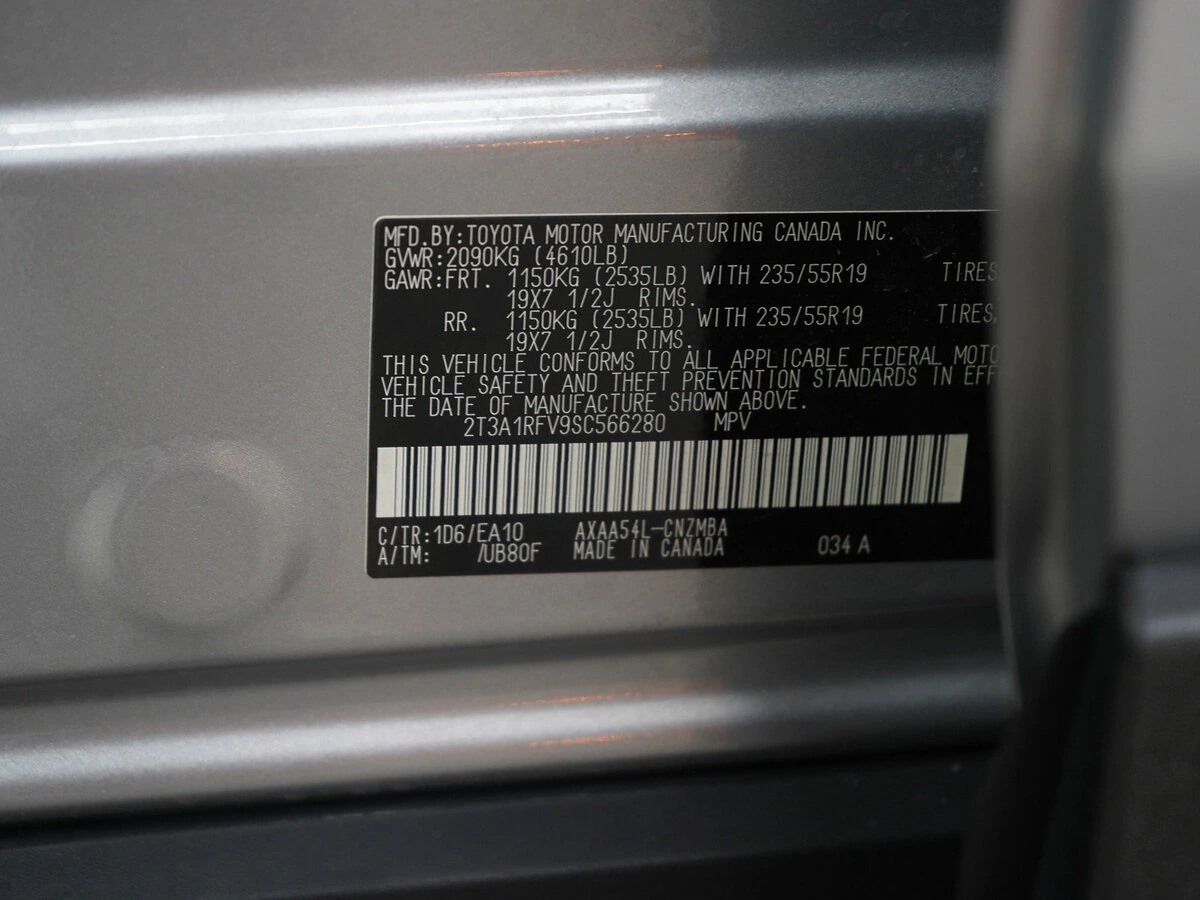 MFD.BY:TOYOTA MOTOR MANUFACTURING CANADA INC.
GVWR:2090KG (4610LB)
GAWR:FRT. 1150KG (2535LB) WITH 235/55R19 TIRES
19X7 1/2J RIMS.
RR. 1150KG (2535LB) WITH 235/55R19 TIRES,
19X7 1/2J RIMS.
THIS VEHICLE CONFORMS TO ALL APPLICABLE FEDERAL MOTO
VEHICLE SAFETY AND THEFT PREVENTION STANDARDS IN EFF
THE DATE OF MANUFACTURE SHOWN ABOVE.
2T3A1RFV9SC566280 MPV
C/TR:1D6/EA10 AXAA54L-CNZMBA
A/TM: /UB80F MADE IN CANADA 034 A